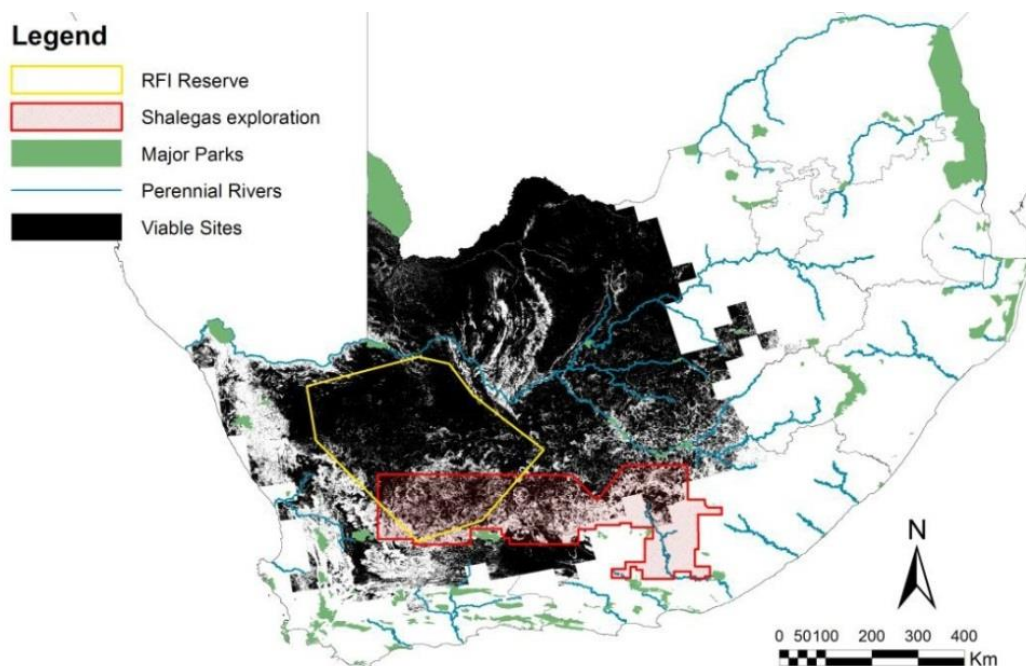 Legend
RFI Reserve
Shalegas exploration
Major Parks
Perennial Rivers
Viable Sites
N
0 50100 200 300 400
Km